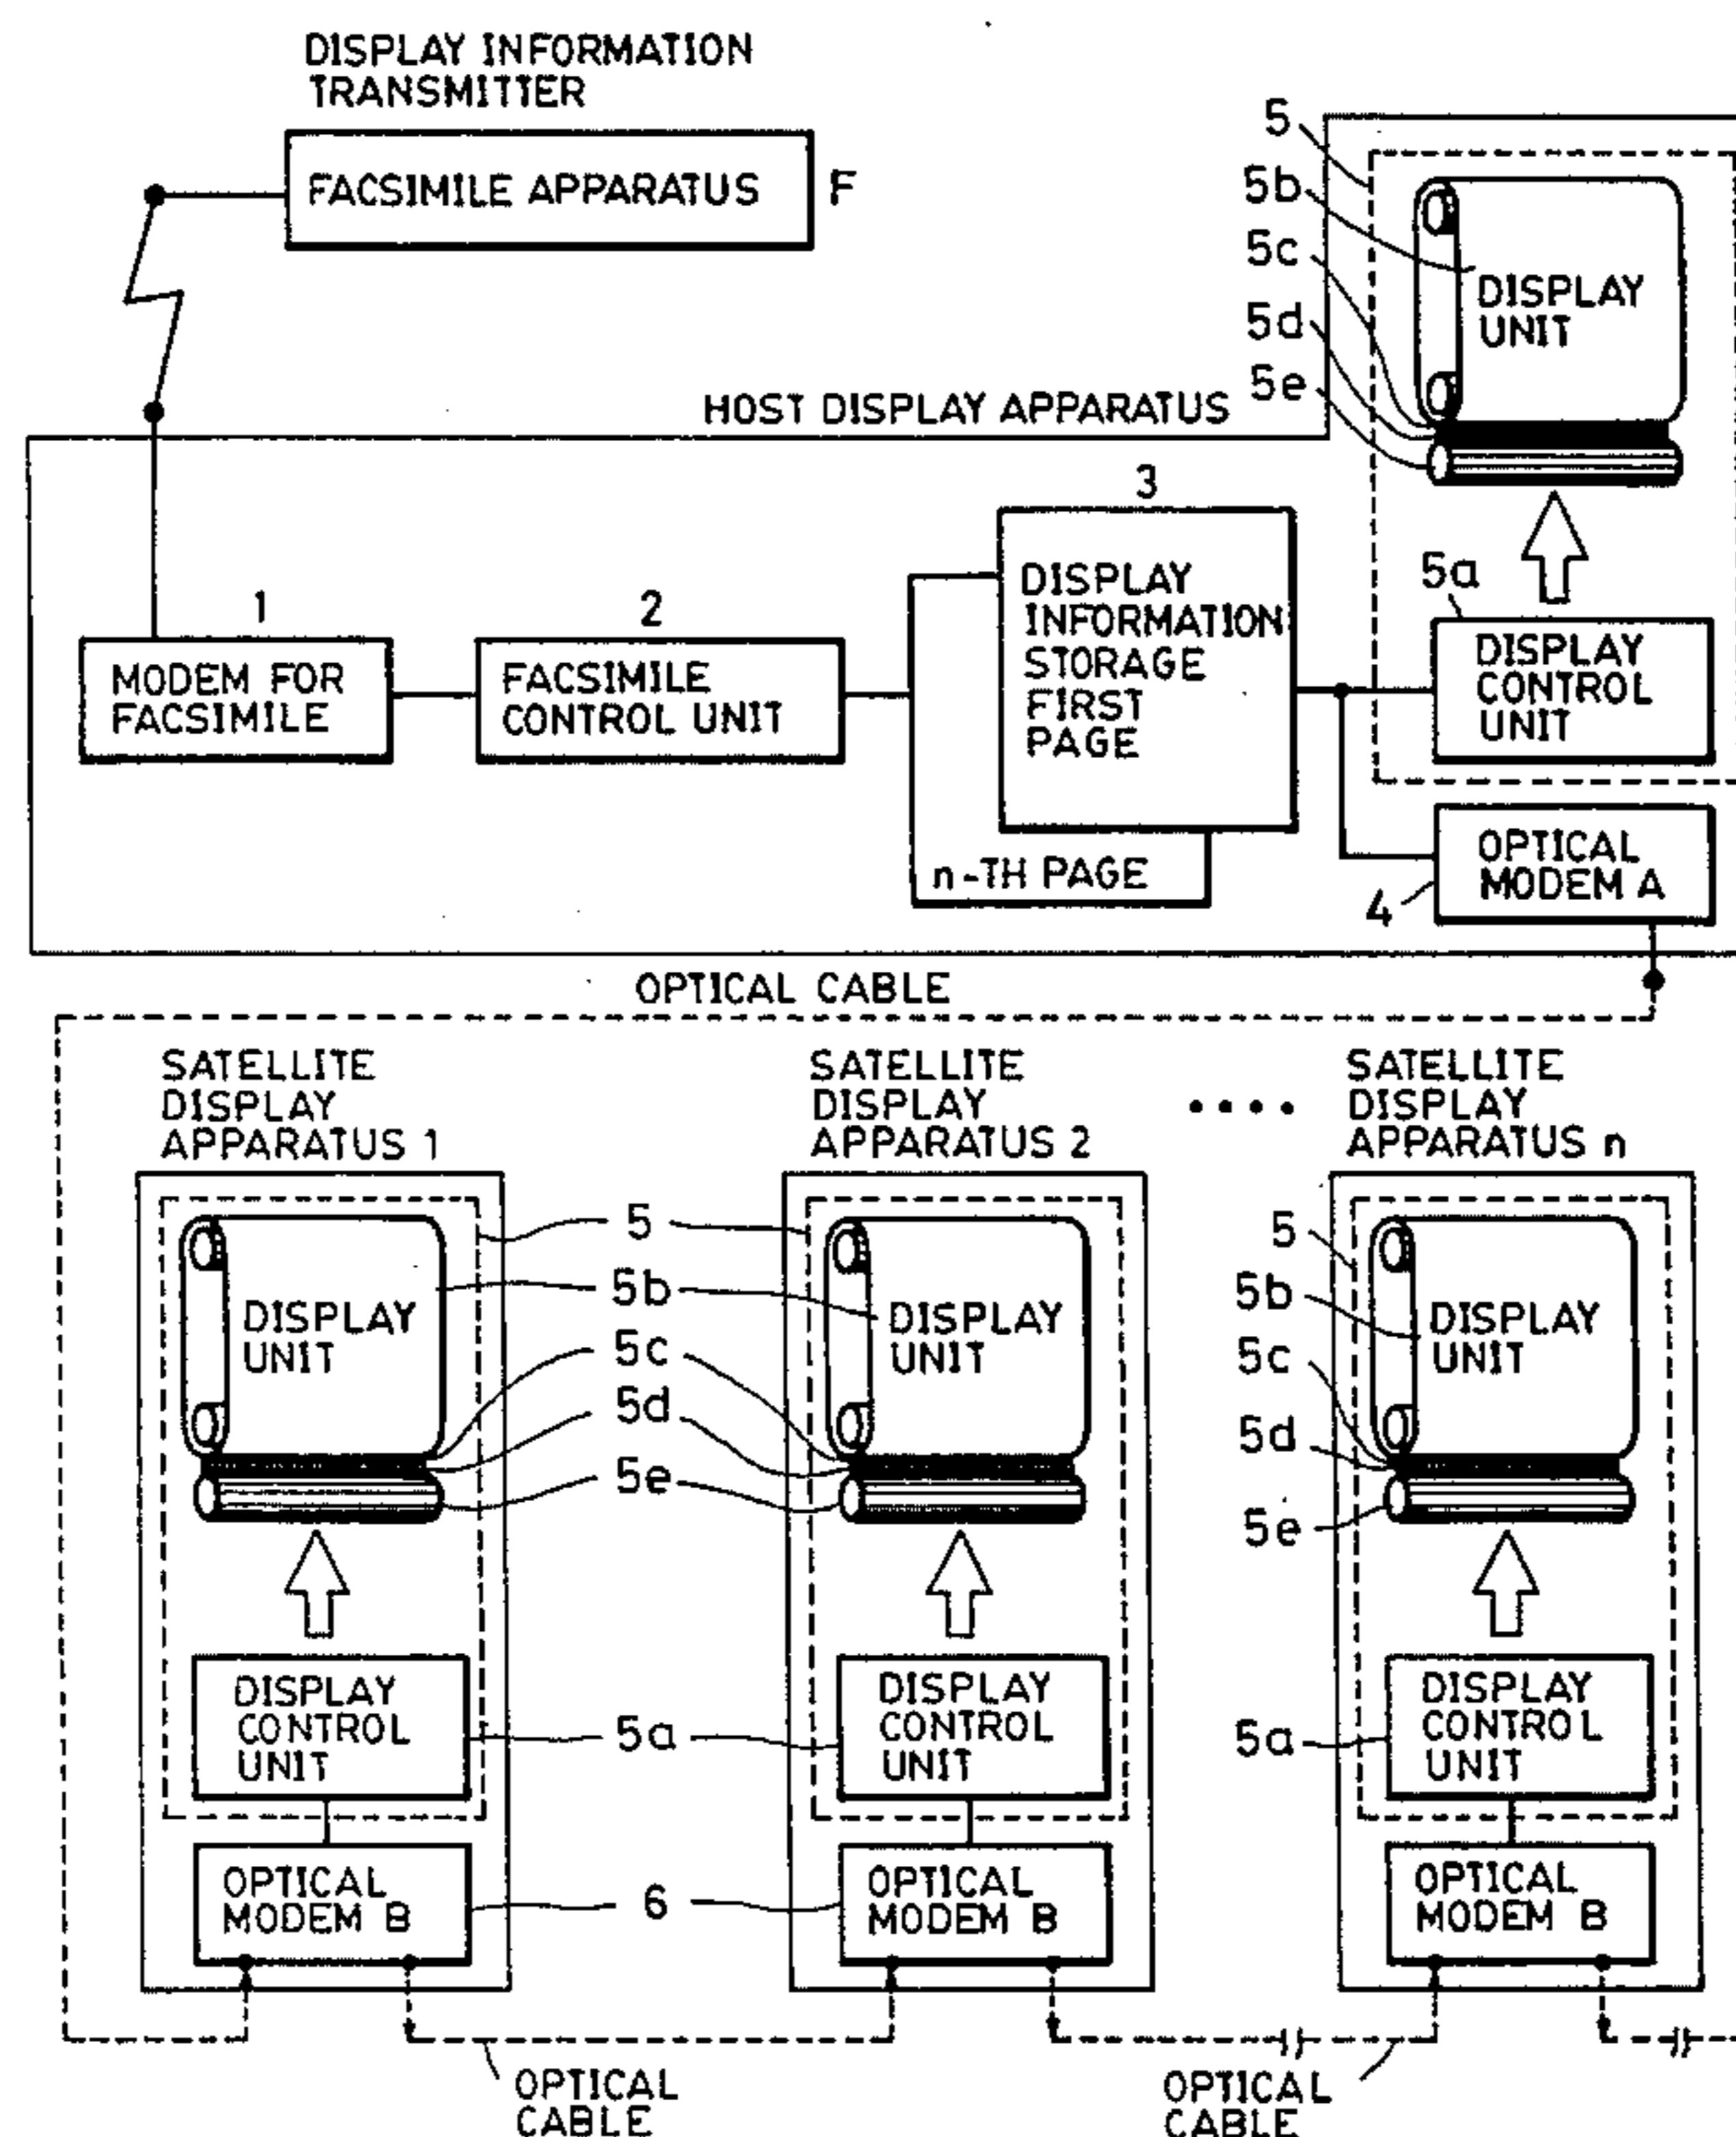 DISPLAY INFORMATION
TRANSMITTER
FACSIMILE APPARATUS
F
5
5b
5c
5d
5e
DISPLAY
UNIT
HOST DISPLAY APPARATUS
1
MODEM FOR
FACSIMILE
2
FACSIMILE
CONTROL UNIT
3
DISPLAY
INFORMATION
STORAGE
FIRST
PAGE
n-TH PAGE
5a
DISPLAY
CONTROL
UNIT
OPTICAL
MODEM A
4
OPTICAL CABLE
SATELLITE
DISPLAY
APPARATUS 1
SATELLITE
DISPLAY
APPARATUS 2
....
SATELLITE
DISPLAY
APPARATUS n
DISPLAY
UNIT
5
5b
5c
5d
5e
DISPLAY
UNIT
5
5b
5c
5d
5e
DISPLAY
UNIT
DISPLAY
CONTROL
UNIT
5a
DISPLAY
CONTROL
UNIT
5a
DISPLAY
CONTROL
UNIT
OPTICAL
MODEM B
6
OPTICAL
MODEM B
OPTICAL
MODEM B
OPTICAL
CABLE
OPTICAL
CABLE